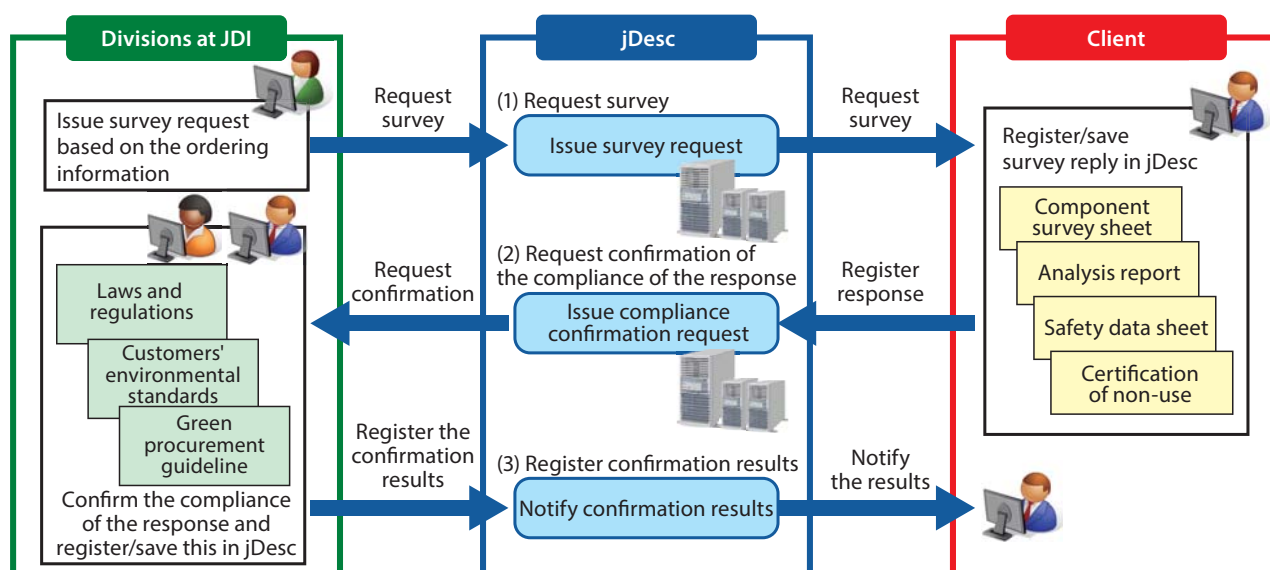 Divisions at JDI
jDesc
Client
Issue survey request
based on the ordering
information
Request
survey
(1) Request survey
Issue survey request
Request
survey
Register/save
survey reply in jDesc
Component
survey sheet
Analysis report
Safety data sheet
Certification
of non-use
Register
response
(2) Request confirmation of
the compliance of the response
Issue compliance
confirmation request
Request
confirmation
Laws and
regulations
Customers'
environmental
standards
Green
procurement
guideline
Confirm the compliance
of the response and
register/save this in jDesc
Register the
confirmation
results
(3) Register confirmation results
Notify confirmation results
Notify
the results